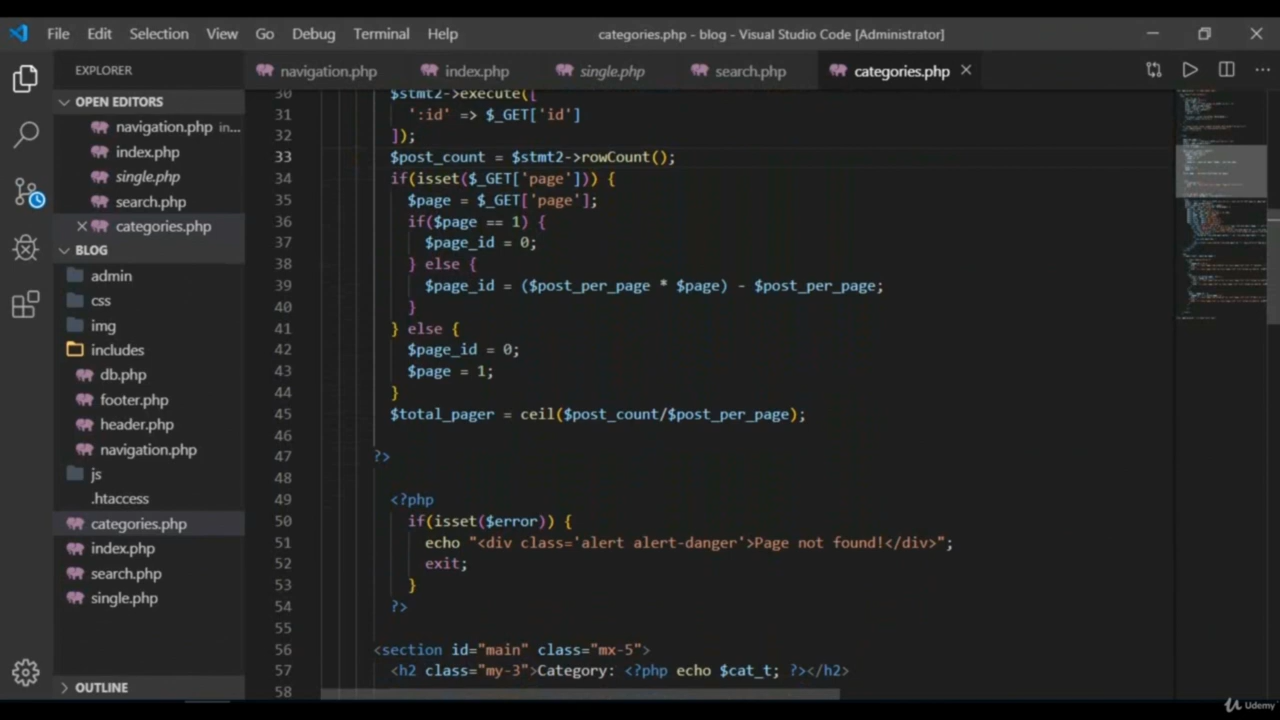 File Edit Selection View Go Debug Terminal Help categories.php - blog - Visual Studio Code [Administrator]
EXPLORER
navigation.php index.php single.php search.php categories.php
OPEN EDITORS
navigation.php in...
index.php
single.php
search.php
categories.php
BLOG
admin
css
img
includes
db.php
footer.php
header.php
navigation.php
js
.htaccess
categories.php
index.php
search.php
single.php
OUTLINE
30 $stmt2->execute([
31 ':id' => $_GET['id']
32 ]);
33 $post_count = $stmt2->rowCount();
34 if(isset($_GET['page'])) {
35 $page = $_GET['page'];
36 if($page == 1) {
37 $page_id = 0;
38 } else {
39 $page_id = ($post_per_page * $page) - $post_per_page;
40 }
41 } else {
42 $page_id = 0;
43 $page = 1;
44 }
45 $total_pager = ceil($post_count/$post_per_page);
46
47 ?>
48
49 <?php
50 if(isset($error)) {
51 echo "<div class='alert alert-danger'>Page not found!</div>";
52 exit;
53 }
54 ?>
55
56 <section id="main" class="mx-5">
57 <h2 class="my-3">Category: <?php echo $cat_t; ?></h2>
58
Udemy